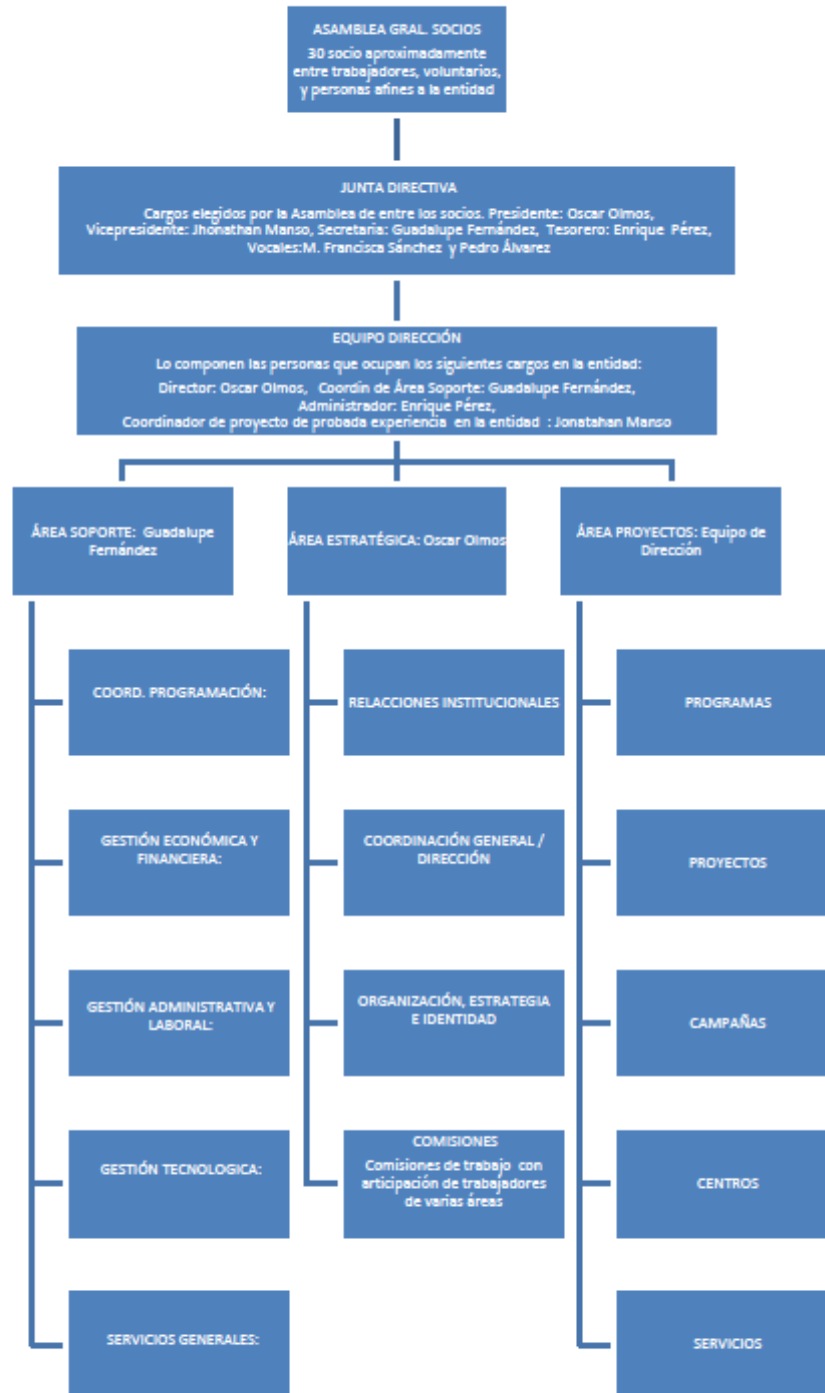 ASAMBLEA GRAL. SOCIOS
30 socio aproximadamente
entre trabajadores, voluntarios,
y personas afines a la entidad
JUNTA DIRECTIVA
Cargos elegidos por la Asamblea de entre los socios. Presidente: Oscar Olmos,
Vicepresidente: Jhonathan Manso, Secretaria: Guadalupe Fernández, Tesorero: Enrique Pérez,
Vocales:M. Francisca Sánchez y Pedro Álvarez
EQUIPO DIRECCIÓN
Lo componen las personas que ocupan los siguientes cargos en la entidad:
Director: Oscar Olmos, Coordin de Área Soporte: Guadalupe Fernández,
Administrador: Enrique Pérez,
Coordinador de proyecto de probada experiencia en la entidad : Jonatahan Manso
ÁREA SOPORTE: Guadalupe
Fernández
COORD. PROGRAMACIÓN:
GESTIÓN ECONÓMICA Y
FINANCIERA:
GESTIÓN ADMINISTRATIVA Y
LABORAL:
GESTIÓN TECNOLOGICA:
SERVICIOS GENERALES:
ÁREA ESTRATÉGICA: Oscar Olmos
RELACCIONES INSTITUCIONALES
COORDINACIÓN GENERAL /
DIRECCIÓN
ORGANIZACIÓN, ESTRATEGIA
E IDENTIDAD
COMISIONES
Comisiones de trabajo con
articipación de trabajadores
de varias áreas
ÁREA PROYECTOS: Equipo de
Dirección
PROGRAMAS
PROYECTOS
CAMPAÑAS
CENTROS
SERVICIOS